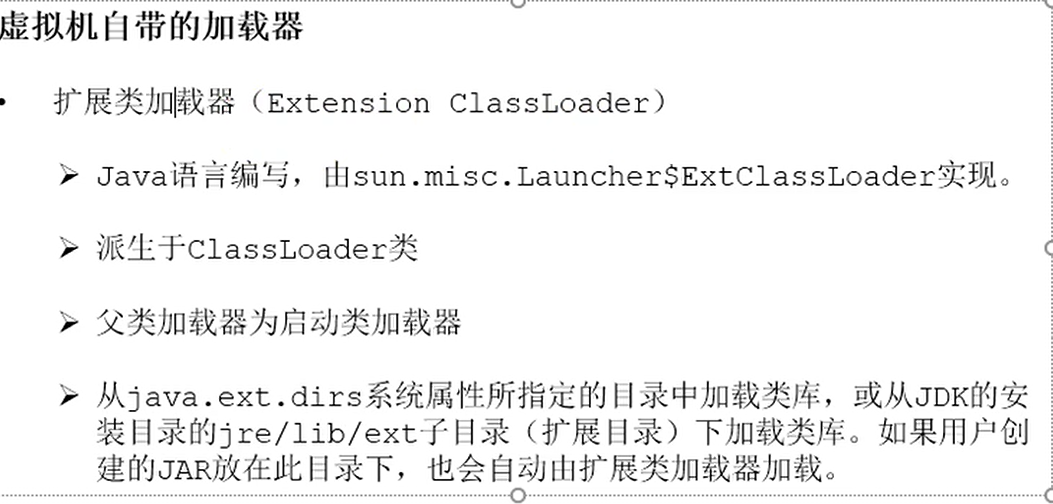 虚拟机自带的加载器
• 扩展类加载器（Extension ClassLoader）
➢ Java语言编写，由sun.misc.Launcher$ExtClassLoader实现。
➢ 派生于ClassLoader类
➢ 父类加载器为启动类加载器
➢ 从java.ext.dirs系统属性所指定的目录中加载类库，或从JDK的安
装目录的jre/lib/ext子目录（扩展目录）下加载类库。如果用户创
建的JAR放在此目录下，也会自动由扩展类加载器加载。